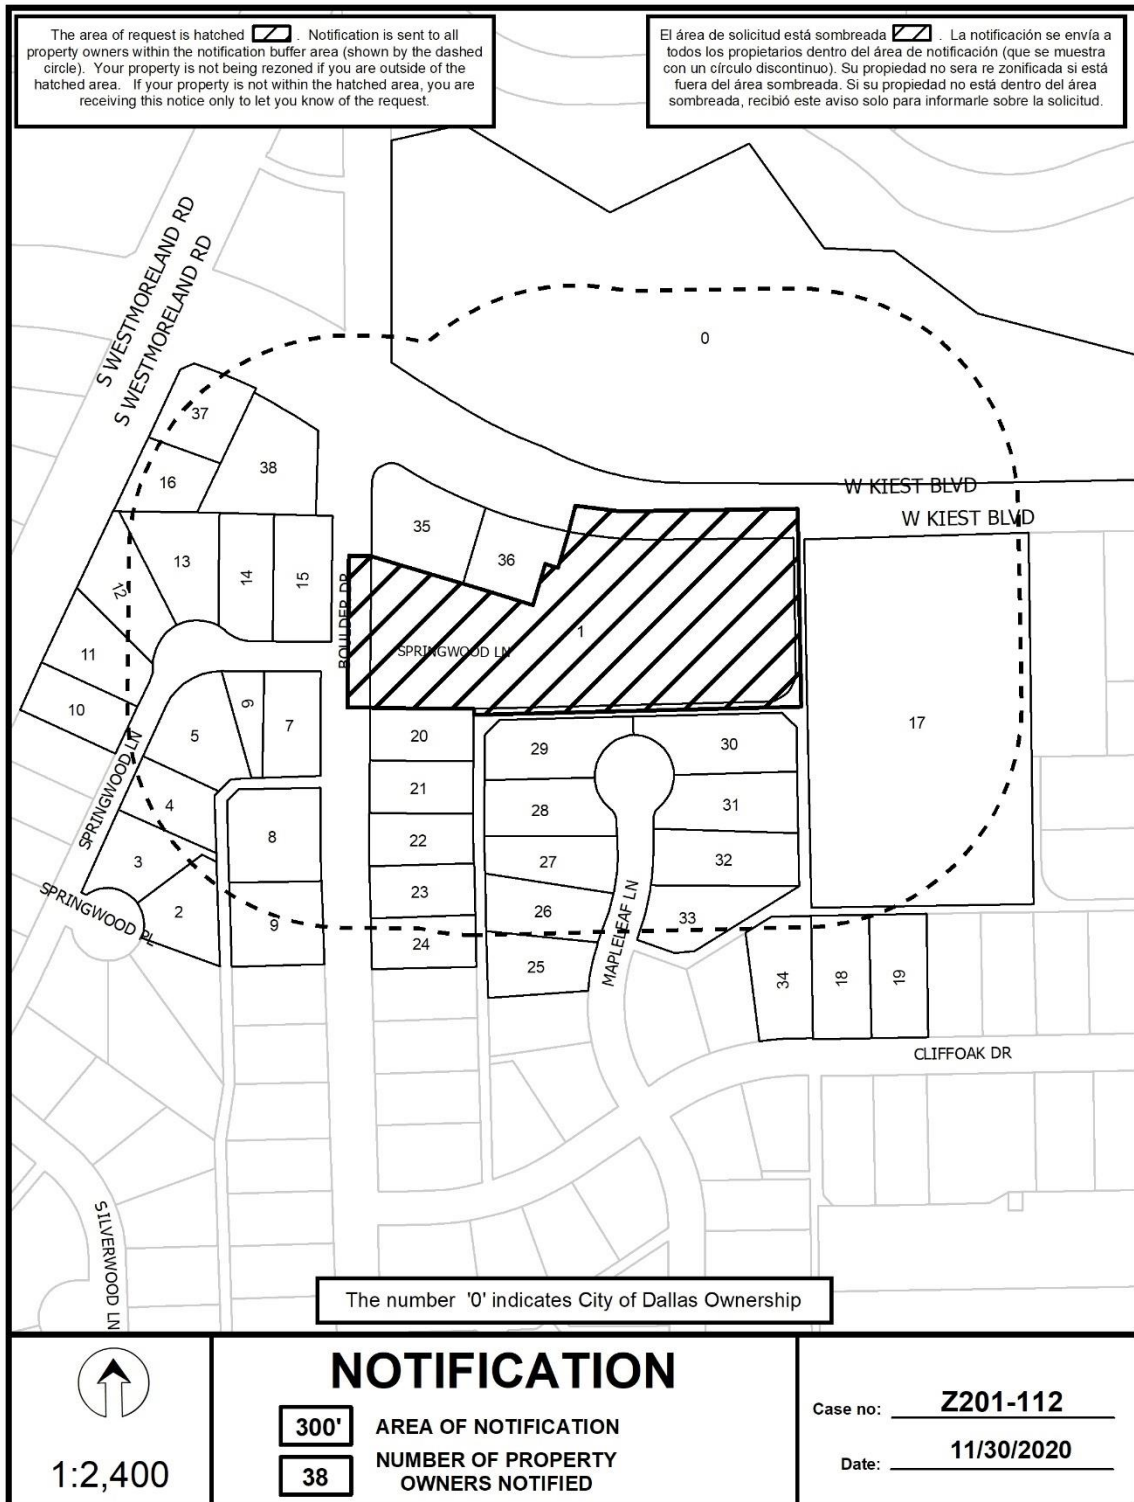 The area of request is hatched . Notification is sent to all
property owners within the notification buffer area (shown by the dashed
circle). Your property is not being rezoned if you are outside of the
hatched area. If your property is not within the hatched area, you are
receiving this notice only to let you know of the request.
El área de solicitud está sombreada . La notificación se envía a
todos los propietarios dentro del área de notificación (que se muestra
con un círculo discontinuo). Su propiedad no sera re zonificada si está
fuera del área sombreada. Si su propiedad no está dentro del área
sombreada, recibió este aviso solo para informarle sobre la solicitud.
S WESTMORELAND RD
S WESTMORELAND RD
0
37
38
16
W KIEST BLVD
W KIEST BLVD
35
36
13
14
15
12
11
10
BOULDER DR
SPRINGWOOD LN
1
17
5
6
7
20
29
30
SPRINGWOOD LN
4
21
28
31
8
22
27
32
3
23
26
33
SPRINGWOOD PL
2
9
24
25
MAPLELEAF LN
34
18
19
CLIFFOAK DR
SILVERWOOD LN
The number '0' indicates City of Dallas Ownership
1:2,400
NOTIFICATION
300' AREA OF NOTIFICATION
38 NUMBER OF PROPERTY
OWNERS NOTIFIED
Case no: Z201-112
Date: 11/30/2020